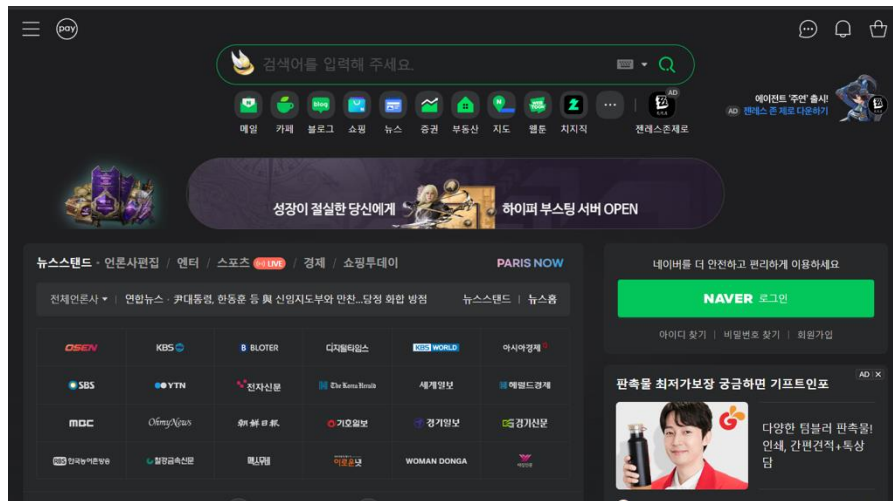 pay
검색어를 입력해 주세요.
메일 카페 블로그 쇼핑 뉴스 증권 부동산 지도 웹툰 치지직 젠레스존제로
AD
에이전트 '주연' 출시!
AD 젠레스 존 제로 다운로드하기
성장이 절실한 당신에게 하이퍼 부스팅 서버 OPEN
뉴스스탠드 · 언론사편집 / 엔터 / 스포츠 LIVE / 경제 / 쇼핑투데이 PARIS NOW
전체언론사 연합뉴스 · 尹대통령, 한동훈 등 與 신임지도부와 만찬...당정 화합 방점 뉴스스탠드 뉴스홈
OSEN KBS BLOTER 디지털타임스 KBS WORLD 아시아경제
SBS YTN 전자신문 The Korea Herald 세계일보 헤럴드경제
MBC OhmyNews 朝鮮日報 기호일보 경기일보 경기신문
한국농어촌방송 철강금속신문 이로운넷 WOMAN DONGA 여성신문
네이버를 더 안전하고 편리하게 이용하세요
NAVER 로그인
아이디 찾기 비밀번호 찾기 회원가입
AD X
판촉물 최저가보장 궁금하면 기프트인포
다양한 텀블러 판촉물!
인쇄, 간편견적+톡상
담